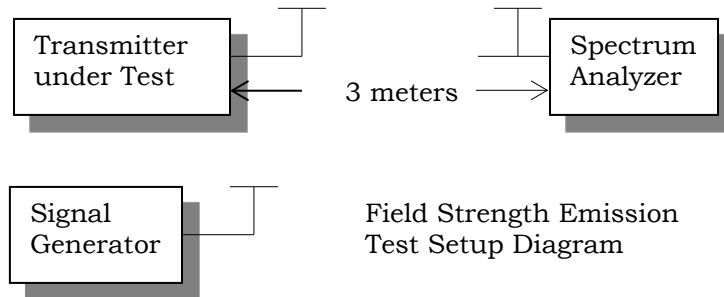 Transmitter
under Test
3 meters
Spectrum
Analyzer
Signal
Generator
Field Strength Emission
Test Setup Diagram